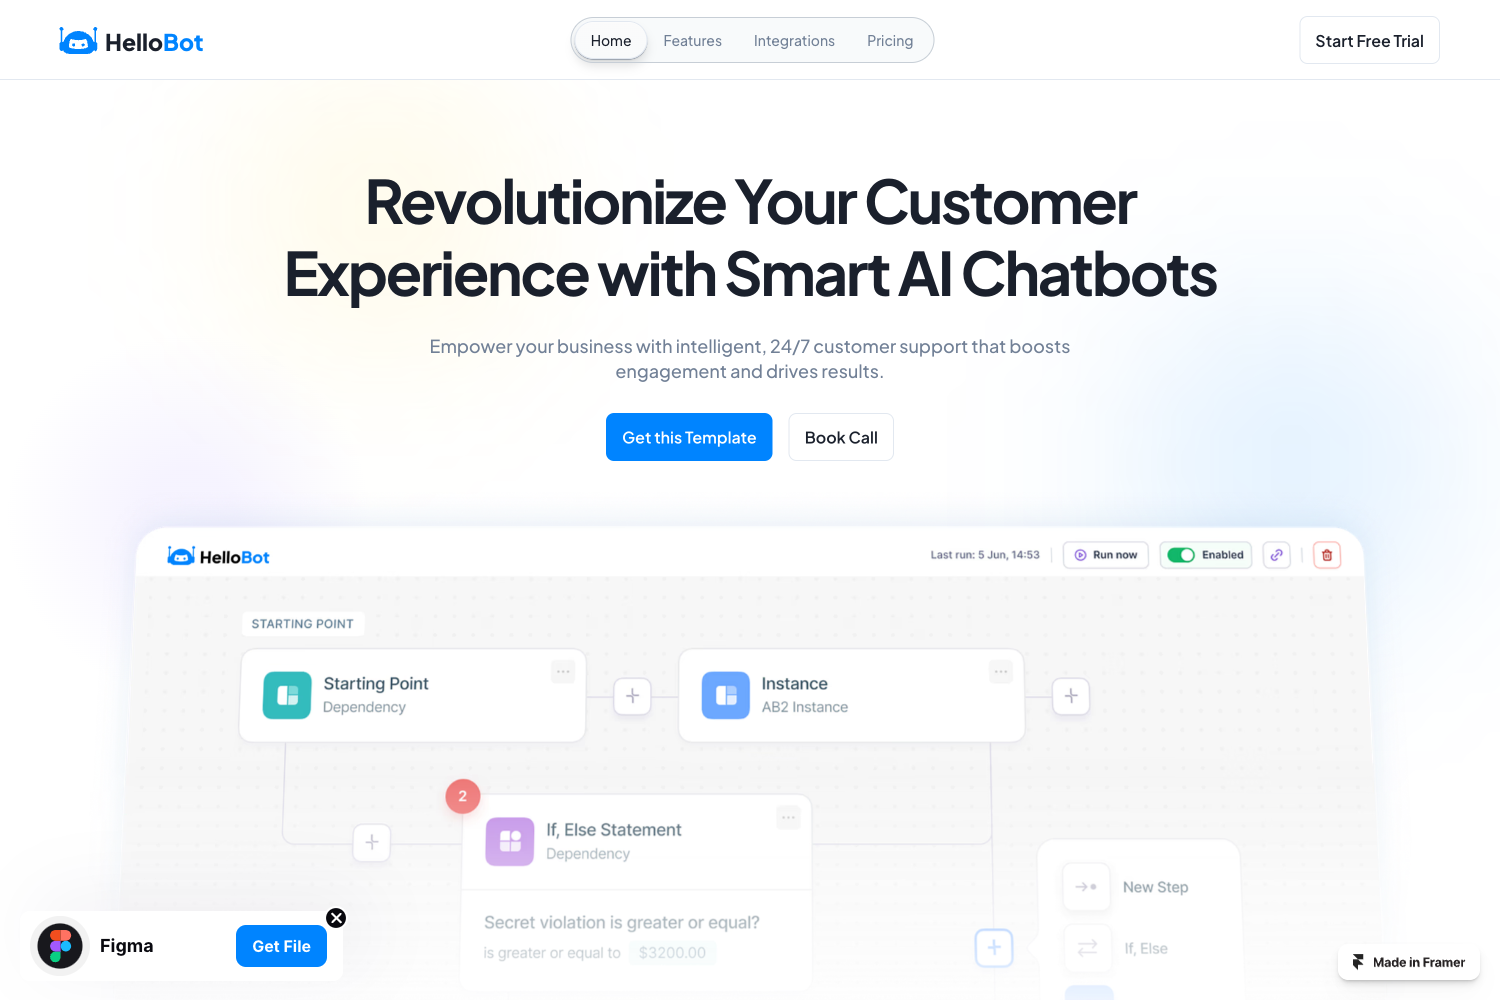 HelloBot
Home
Features
Integrations
Pricing
Start Free Trial
Revolutionize Your Customer
Experience with Smart AI Chatbots
Empower your business with intelligent, 24/7 customer support that boosts
engagement and drives results.
Get this Template
Book Call
HelloBot
Last run: 5 Jun, 14:53
Run now
Enabled
STARTING POINT
Starting Point
Dependency
Instance
AB2 Instance
2
If, Else Statement
Dependency
Secret violation is greater or equal?
is greater or equal to $3200.00
New Step
If, Else
Figma
Get File
Made in Framer